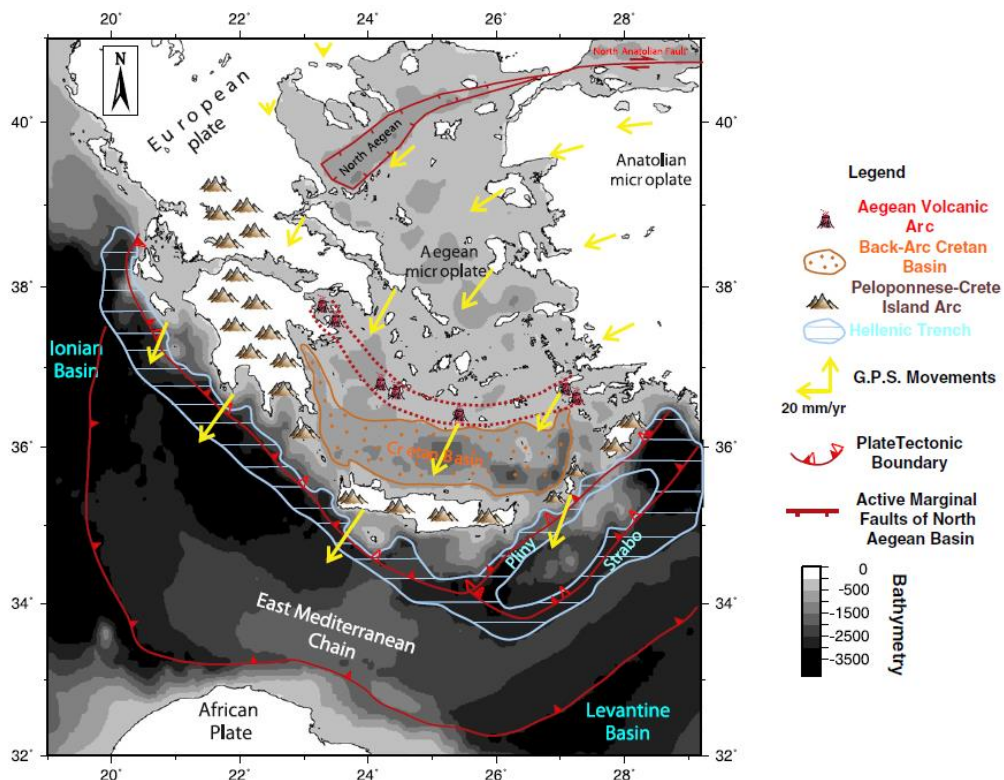 20° 22° 24° 26° 28°
N
North Anatolian Fault
European
plate
40° 40°
North Aegean
Anatolian
microplate
Aegean
microplate
38° 38°
Ionian
Basin
36° 36°
Cretan Basin
Pliny
Strabo
34° 34°
East Mediterranean
Chain
African
Plate
Levantine
Basin
32° 32°
20° 22° 24° 26° 28°
Legend
Aegean Volcanic
Arc
Back-Arc Cretan
Basin
Peloponnese-Crete
Island Arc
Hellenic Trench
G.P.S. Movements
20 mm/yr
PlateTectonic
Boundary
Active Marginal
Faults of North
Aegean Basin
0
-500
-1500
-2500
-3500
Bathymetry